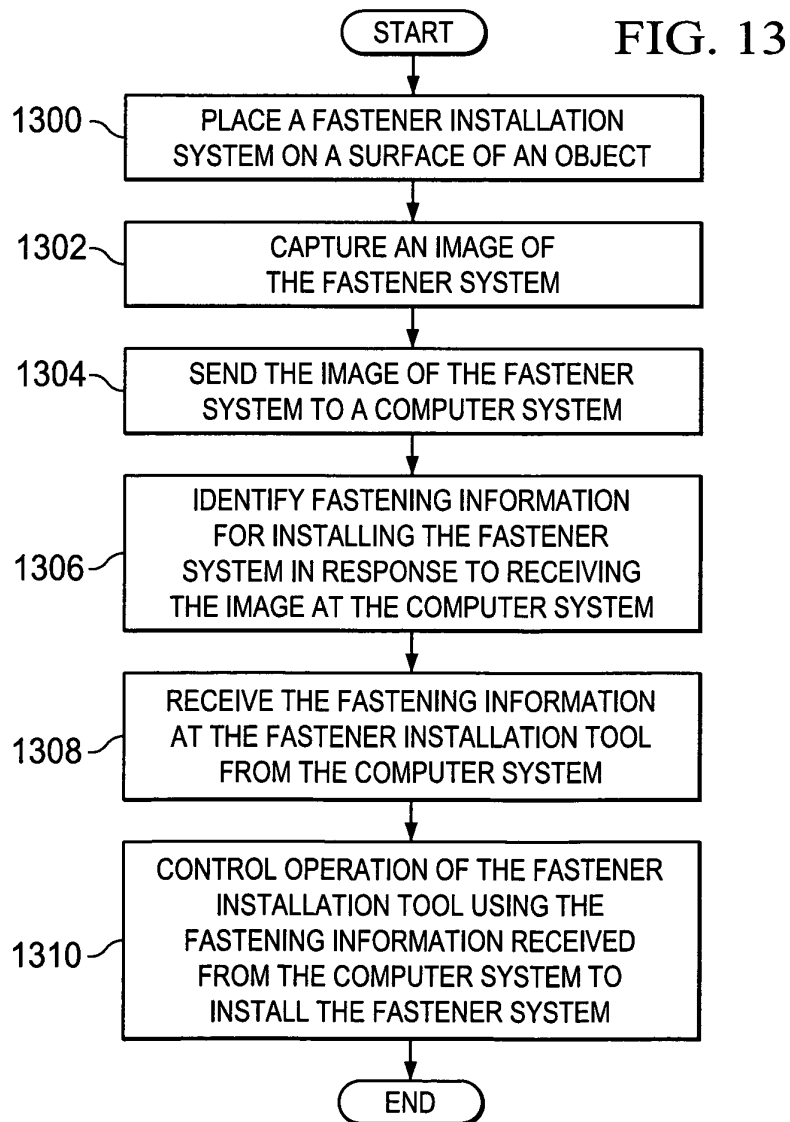 START
FIG. 13
1300
PLACE A FASTENER INSTALLATION
SYSTEM ON A SURFACE OF AN OBJECT
1302
CAPTURE AN IMAGE OF
THE FASTENER SYSTEM
1304
SEND THE IMAGE OF THE FASTENER
SYSTEM TO A COMPUTER SYSTEM
1306
IDENTIFY FASTENING INFORMATION
FOR INSTALLING THE FASTENER
SYSTEM IN RESPONSE TO RECEIVING
THE IMAGE AT THE COMPUTER SYSTEM
1308
RECEIVE THE FASTENING INFORMATION
AT THE FASTENER INSTALLATION TOOL
FROM THE COMPUTER SYSTEM
1310
CONTROL OPERATION OF THE FASTENER
INSTALLATION TOOL USING THE
FASTENING INFORMATION RECEIVED
FROM THE COMPUTER SYSTEM TO
INSTALL THE FASTENER SYSTEM
END